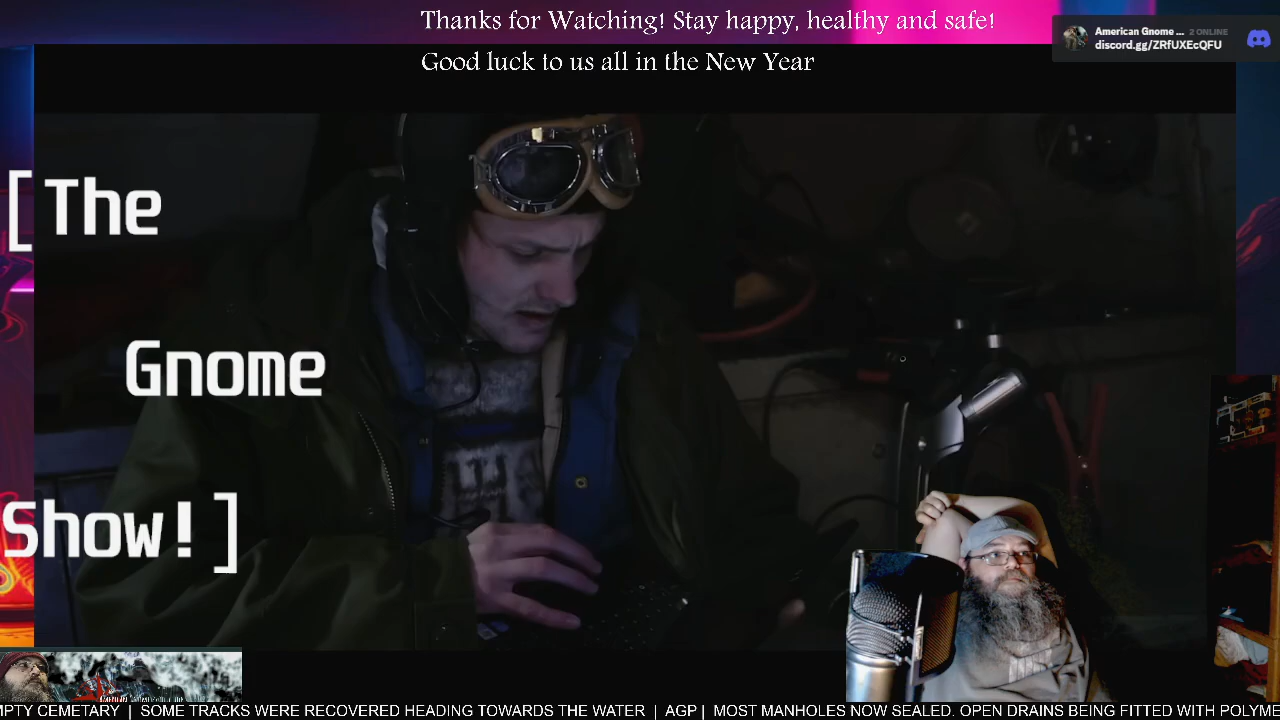 Thanks for Watching! Stay happy, healthy and safe!
Good luck to us all in the New Year
American Gnome ... 2 ONLINE
discord.gg/ZRfUXEcQFU
[The
Gnome
Show!]
MPTY CEMETARY | SOME TRACKS WERE RECOVERED HEADING TOWARDS THE WATER | AGP | MOST MANHOLES NOW SEALED. OPEN DRAINS BEING FITTED WITH POLYME